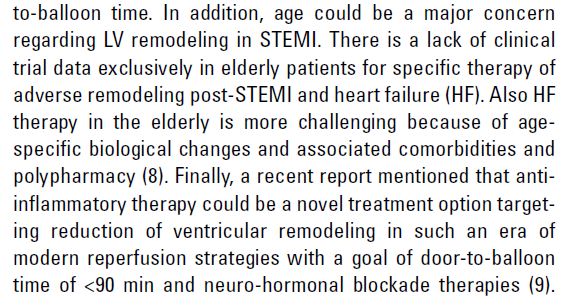 to-balloon time. In addition, age could be a major concern
regarding LV remodeling in STEMI. There is a lack of clinical
trial data exclusively in elderly patients for specific therapy of
adverse remodeling post-STEMI and heart failure (HF). Also HF
therapy in the elderly is more challenging because of age-
specific biological changes and associated comorbidities and
polypharmacy (8). Finally, a recent report mentioned that anti-
inflammatory therapy could be a novel treatment option target-
ing reduction of ventricular remodeling in such an era of
modern reperfusion strategies with a goal of door-to-balloon
time of <90 min and neuro-hormonal blockade therapies (9).